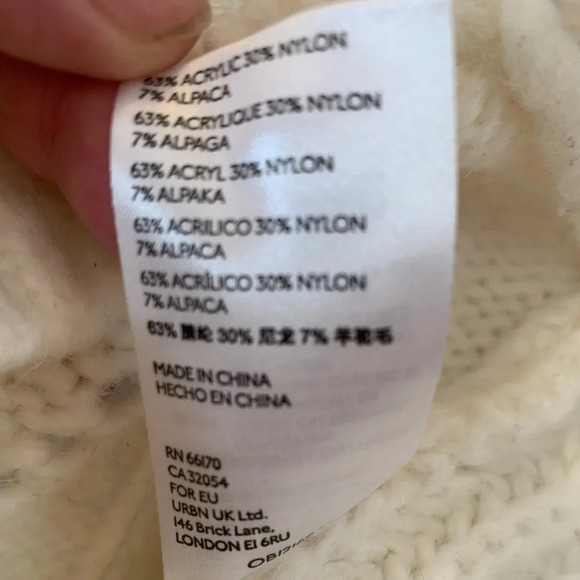 63% ACRYLIC 30% NYLON
7% ALPACA
63% ACRYLIQUE 30% NYLON
7% ALPAGA
63% ACRYL 30% NYLON
7% ALPAKA
63% ACRILICO 30% NYLON
7% ALPACA
63% ACRÍLICO 30% NYLON
7% ALPACA
63% 腈纶 30% 尼龙 7% 羊驼毛
MADE IN CHINA
HECHO EN CHINA
RN 66170
CA 32054
FOR EU
URBN UK Ltd.
146 Brick Lane,
LONDON E1 6RU